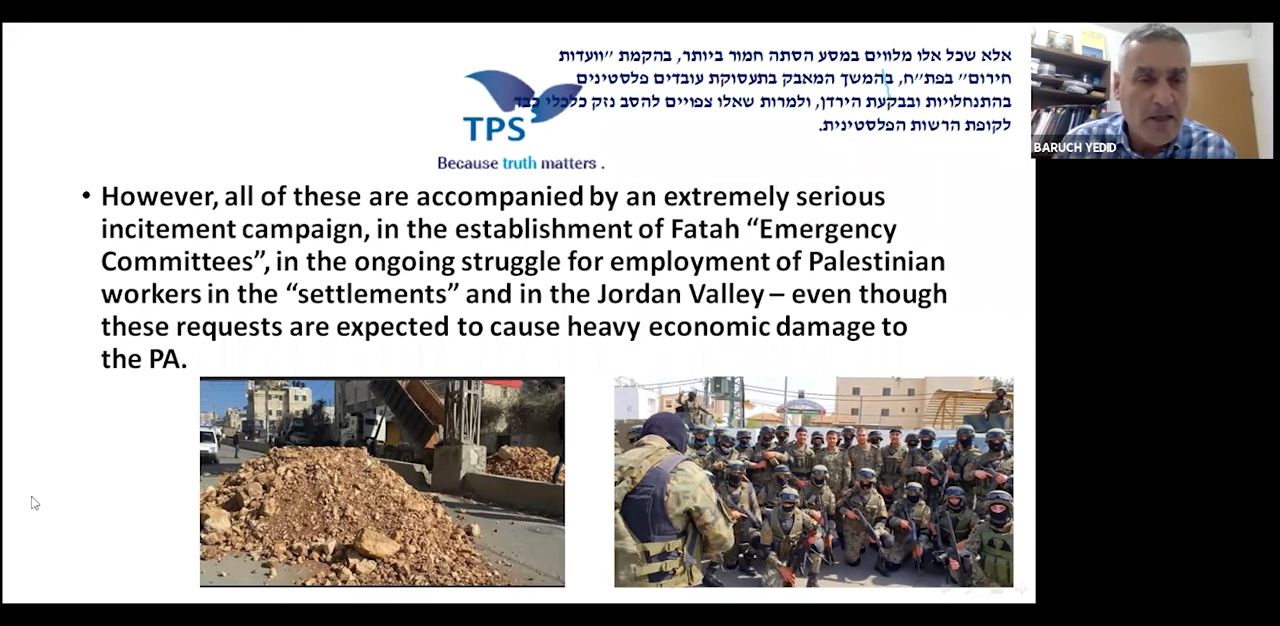 אלא שכל אלו מלווים במסע הסתה חמור ביותר, בהקמת "וועדות
חירום" בפת"ח, בהמשך המאבק בתעסוקת עובדים פלסטינים
בהתנחלויות ובבקעת הירדן, ולמרות שאלו צפויים להסב נזק כלכלי כבד
לקופת הרשות הפלסטינית.
TPS
Because truth matters .
• However, all of these are accompanied by an extremely serious
incitement campaign, in the establishment of Fatah “Emergency
Committees”, in the ongoing struggle for employment of Palestinian
workers in the “settlements” and in the Jordan Valley – even though
these requests are expected to cause heavy economic damage to
the PA.
BARUCH YEDID